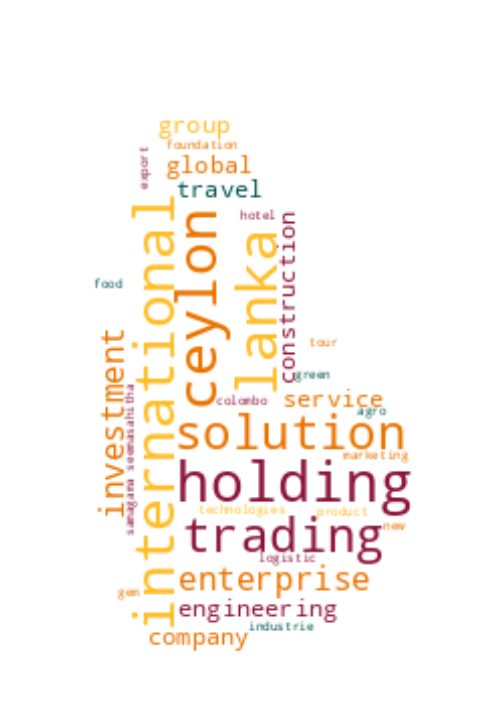 group
foundation
export
global
travel
international
ceylon
hotel
lanka
construction
food
investment
tour
green
samagana seemasahitha
colombo
service
agro
solution
marketing
holding
technologies
product
trading
new
logistic
enterprise
gem
engineering
industrie
company